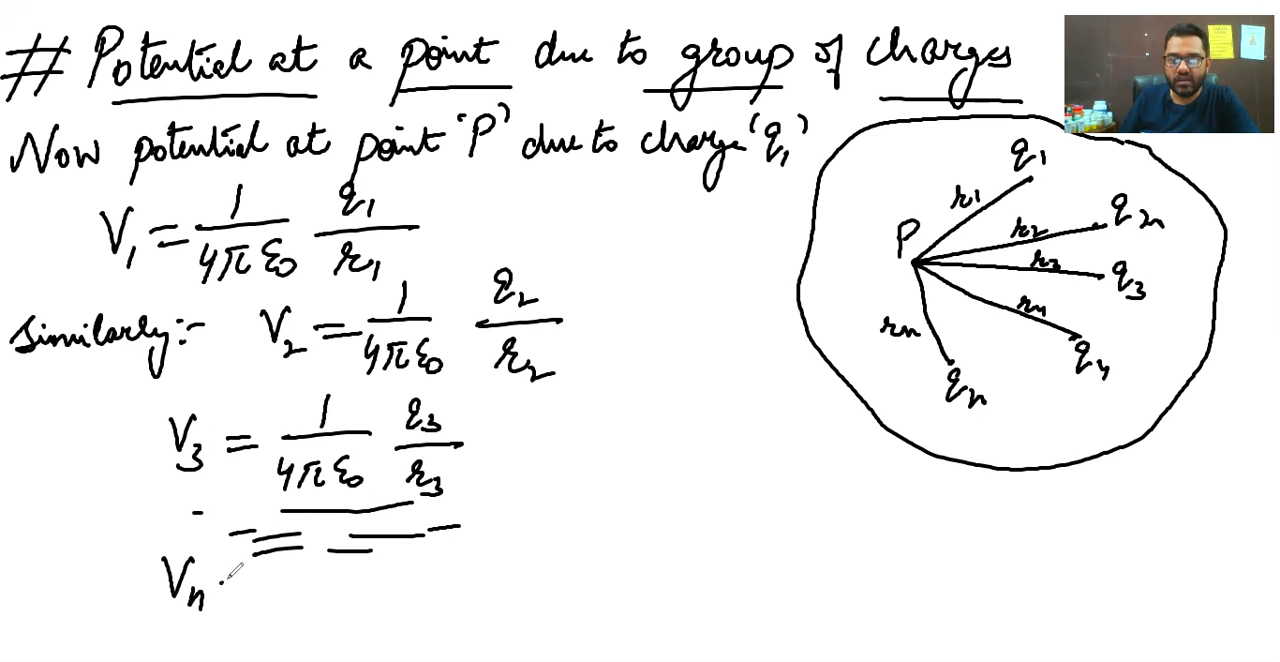 # Potential at a point due to group of charges
Now potential at point 'P' due to charge 'q₁'
V₁ = 1/4πε₀ q₁/r₁
Similarly:- V₂ = 1/4πε₀ q₂/r₂
V₃ = 1/4πε₀ q₃/r₃
Vn
q₁
r₁
q₂n
r₂
P
r₃
q₃
r₄
rn
q₄
qn